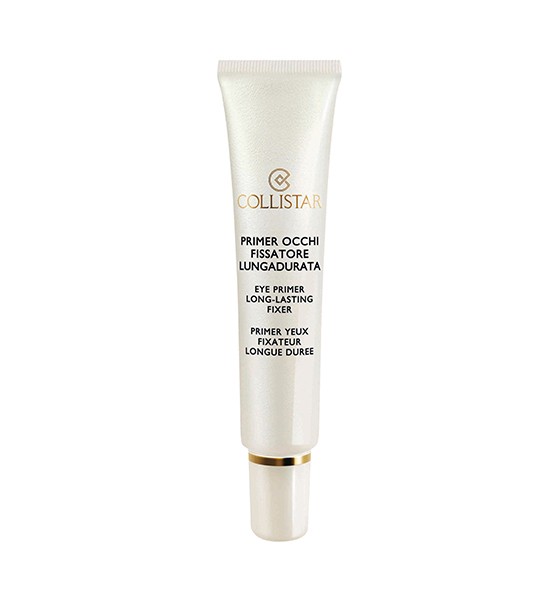 COLLISTAR
PRIMER OCCHI
FISSATORE
LUNGADURATA
EYE PRIMER
LONG-LASTING
FIXER
PRIMER YEUX
FIXATEUR
LONGUE DUREE